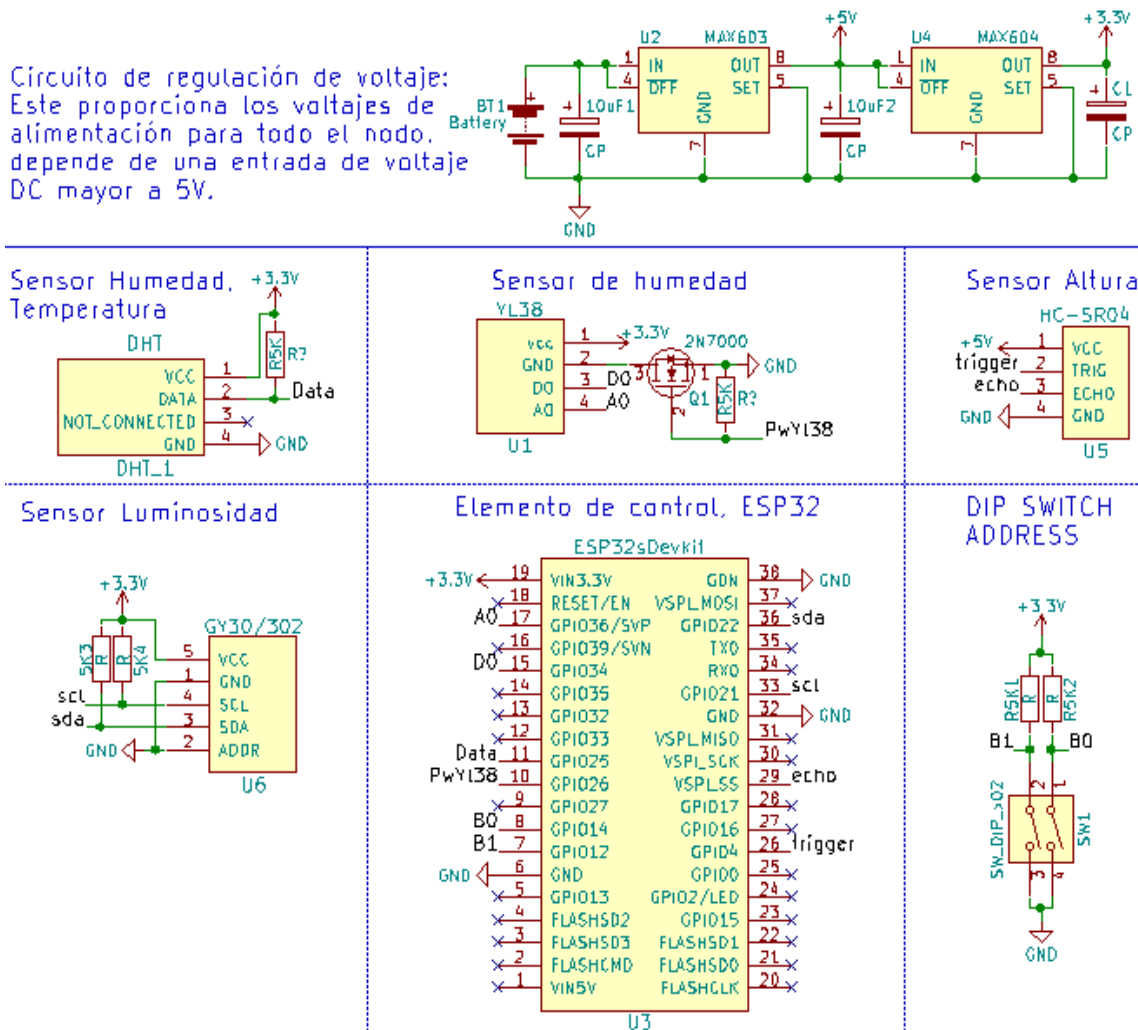 Circuíto de regulación de voltaje:
Este proporciona los voltajes de
alimentación para todo el nodo.
depende de una entrada de voltaje
DC mayor a 5V.
BT1
Battery
10uF1
CP
U2 MAX603
1 IN OUT 8
4 OFF SET 5
GND
7
+5V
10uF2
CP
U4 MAX604
IN OUT 8
4 OFF SET 5
GND
7
+3.3V
CL
CP
GND
Sensor Humedad,
Temperatura
+3.3V
DHT
R5K R?
VCC 1
DATA 2 Data
NOT_CONNECTED 3
GND 4 GND
DHT_1
Sensor de humedad
YL38
vcc 1 +3.3V
GND 2
DO 3 DO
AO 4 AO
U1
2N7000
3 1 GND
2
Q1
R5K R?
PwYl38
Sensor Altura
HC-SR04
+5V 1 VCC
trigger 2 TRIG
echo 3 ECHO
GND 4 GND
U5
Sensor Luminosidad
+3.3V
GY30/302
5K3 R R 5K4
5 VCC
1 GND
scl 4 SCL
sda 3 SDA
GND 2 ADDR
U6
Elemento de control, ESP32
ESP32sDevkit
+3.3V 19 VIN3.3V GDN 38 GND
18 RESET/EN VSPI_MOSI 37
AO 17 GPIO36/SVP GPIO22 36 sda
16 GPIO39/SVN TX0 35
DO 15 GPIO34 RX0 34
14 GPIO35 GPIO21 33 scl
13 GPIO32 GND 32 GND
12 GPIO33 VSPI_MISO 31
Data 11 GPIO25 VSPI_SCK 30
PwYl38 10 GPIO26 VSPI_SS 29 echo
9 GPIO27 GPIO17 28
B0 8 GPIO14 GPIO16 27
B1 7 GPIO12 GPIO4 26 trigger
GND 6 GND GPIO0 25
5 GPIO13 GPIO2/LED 24
4 FLASHSD2 GPIO15 23
3 FLASHSD3 FLASHSD1 22
2 FLASHCMD FLASHSD0 21
1 VIN5V FLASHCLK 20
U3
DIP SWITCH
ADDRESS
+3.3V
R5K1 R R R5K2
B1 B0
2 1
SW_DIP_x02 SW1
3 4
GND